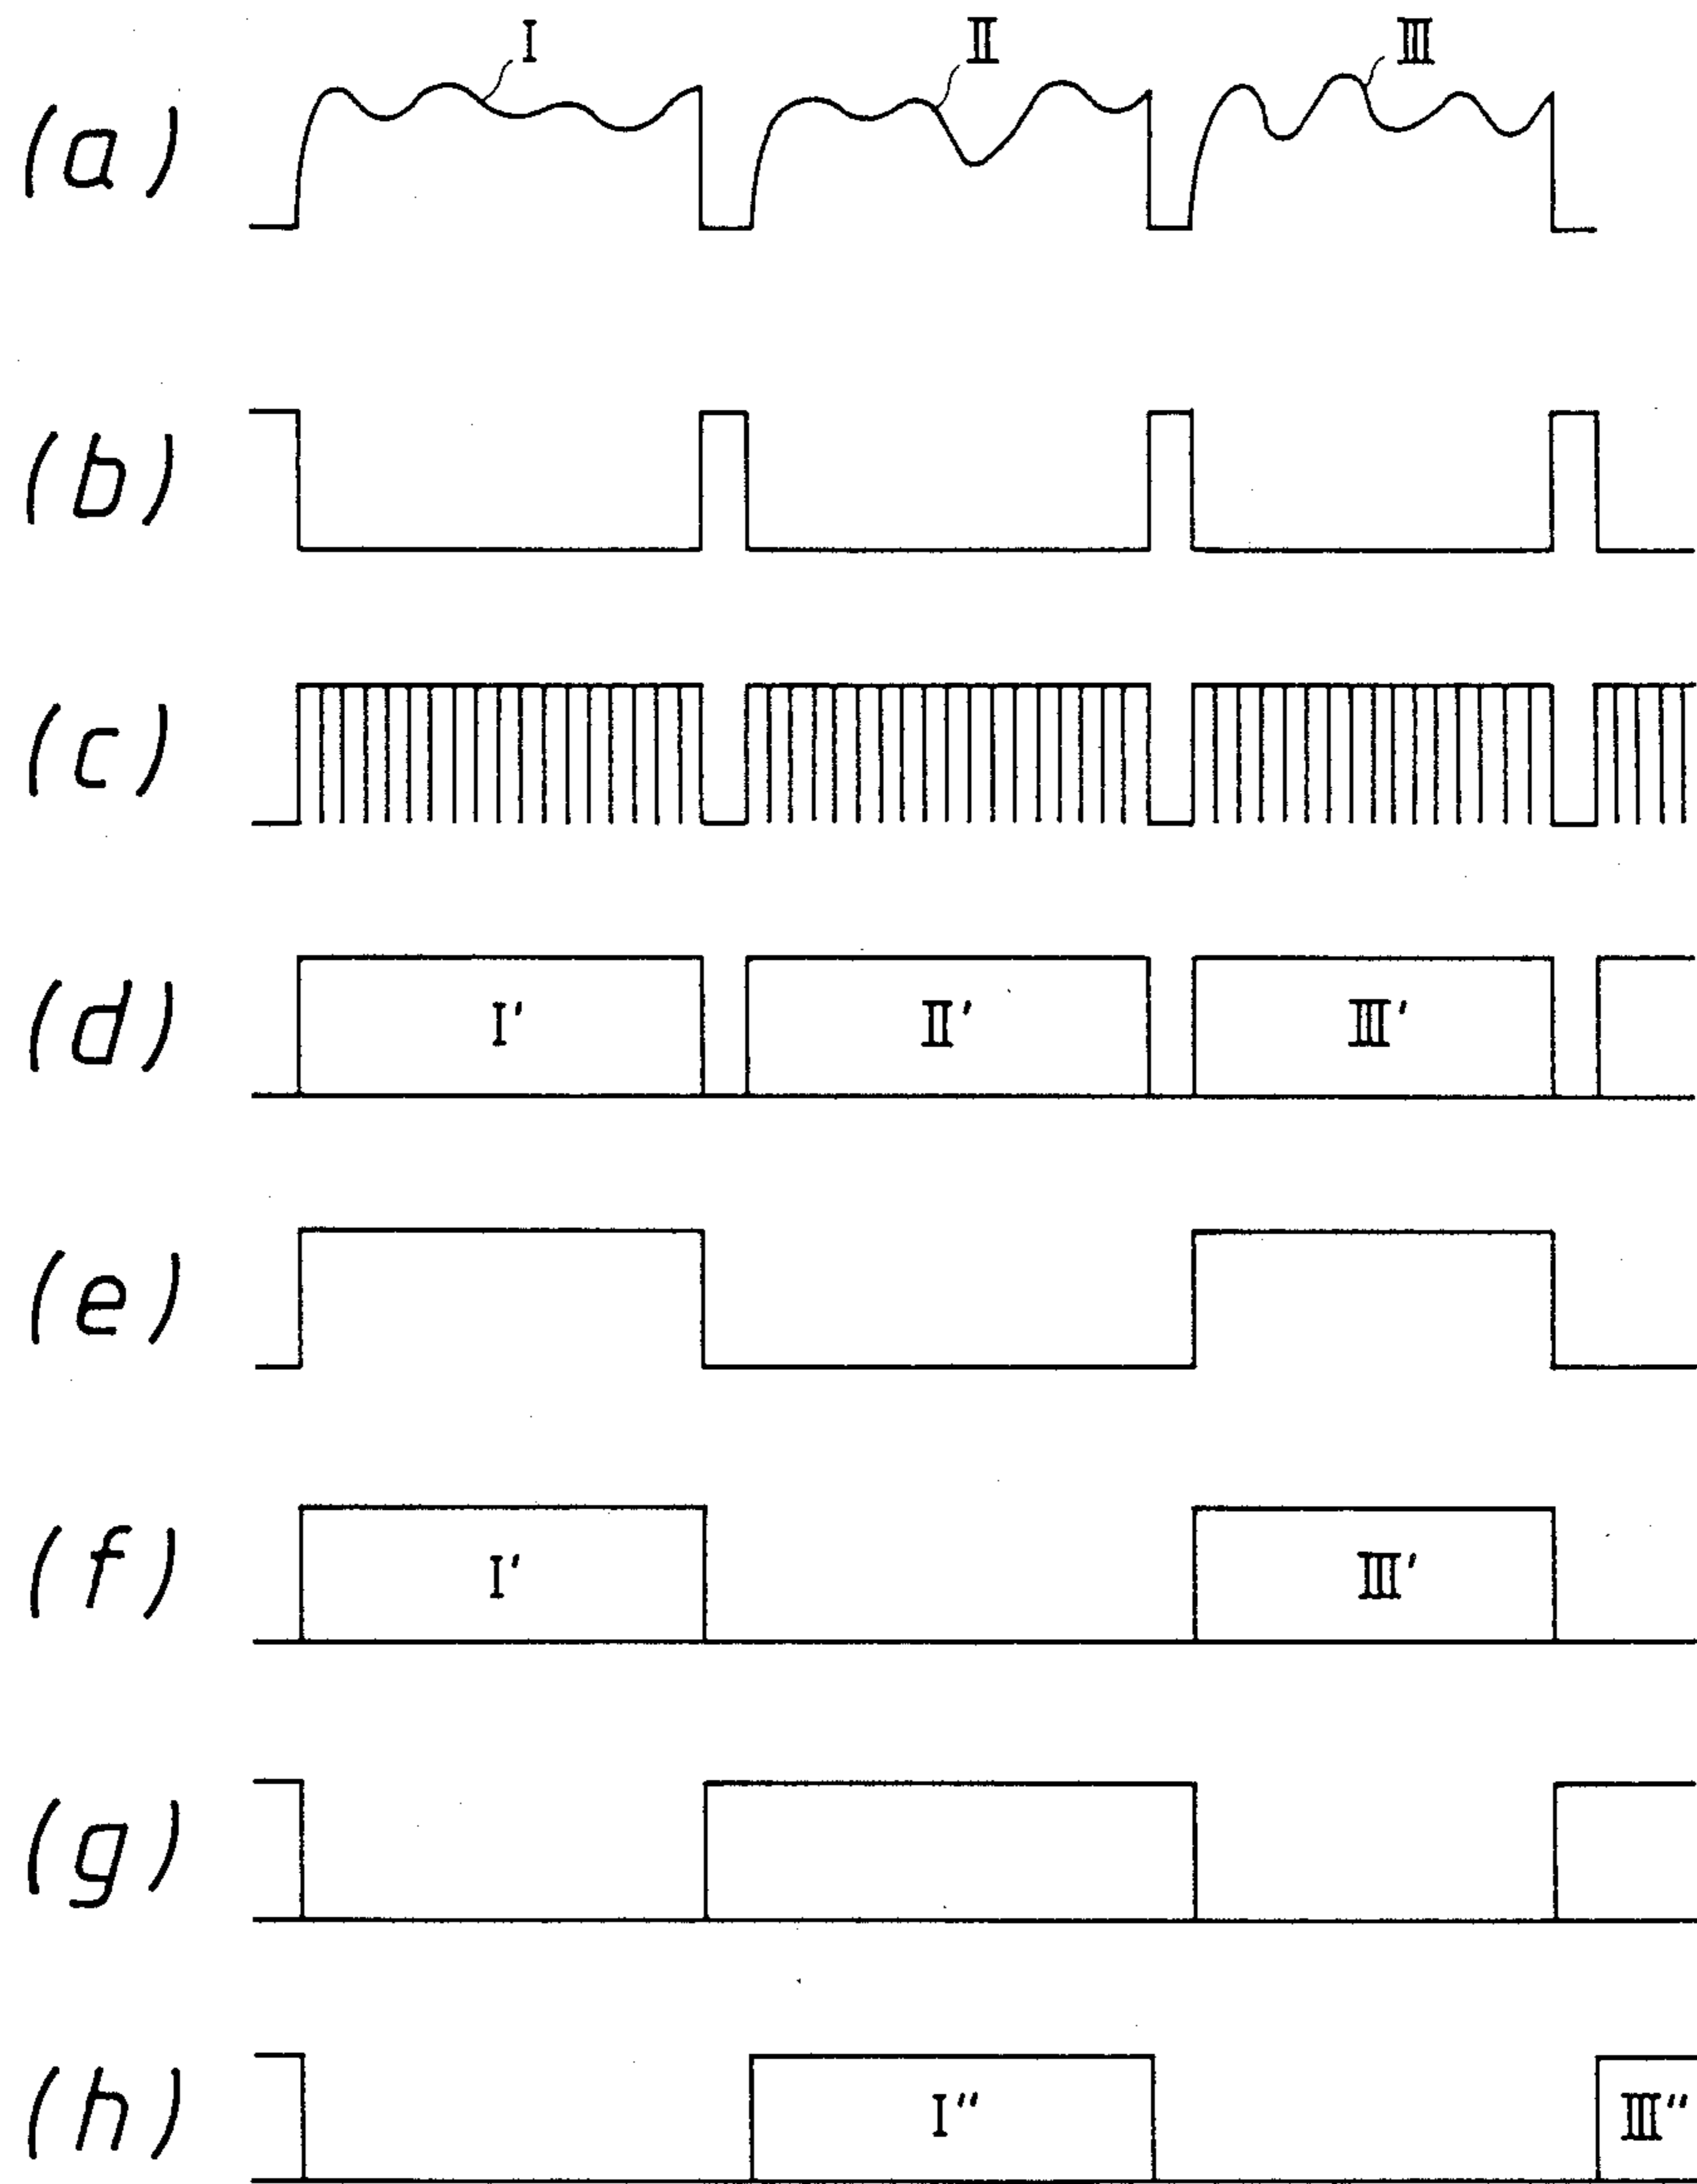 I II III
(a)
(b)
(c)
(d) I' II' III'
(e)
(f) I' III'
(g)
(h) I" III"